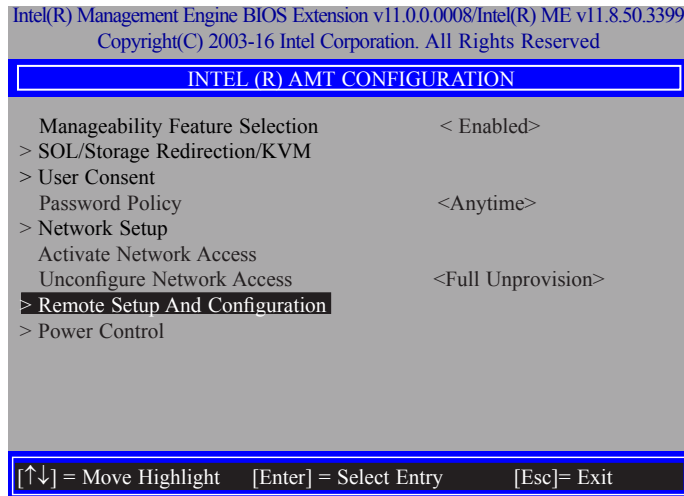 Intel(R) Management Engine BIOS Extension v11.0.0.0008/Intel(R) ME v11.8.50.3399
Copyright(C) 2003-16 Intel Corporation. All Rights Reserved
INTEL (R) AMT CONFIGURATION
Manageability Feature Selection < Enabled>
> SOL/Storage Redirection/KVM
> User Consent
Password Policy <Anytime>
> Network Setup
Activate Network Access
Unconfigure Network Access <Full Unprovision>
> Remote Setup And Configuration
> Power Control
[↑↓] = Move Highlight [Enter] = Select Entry [Esc]= Exit